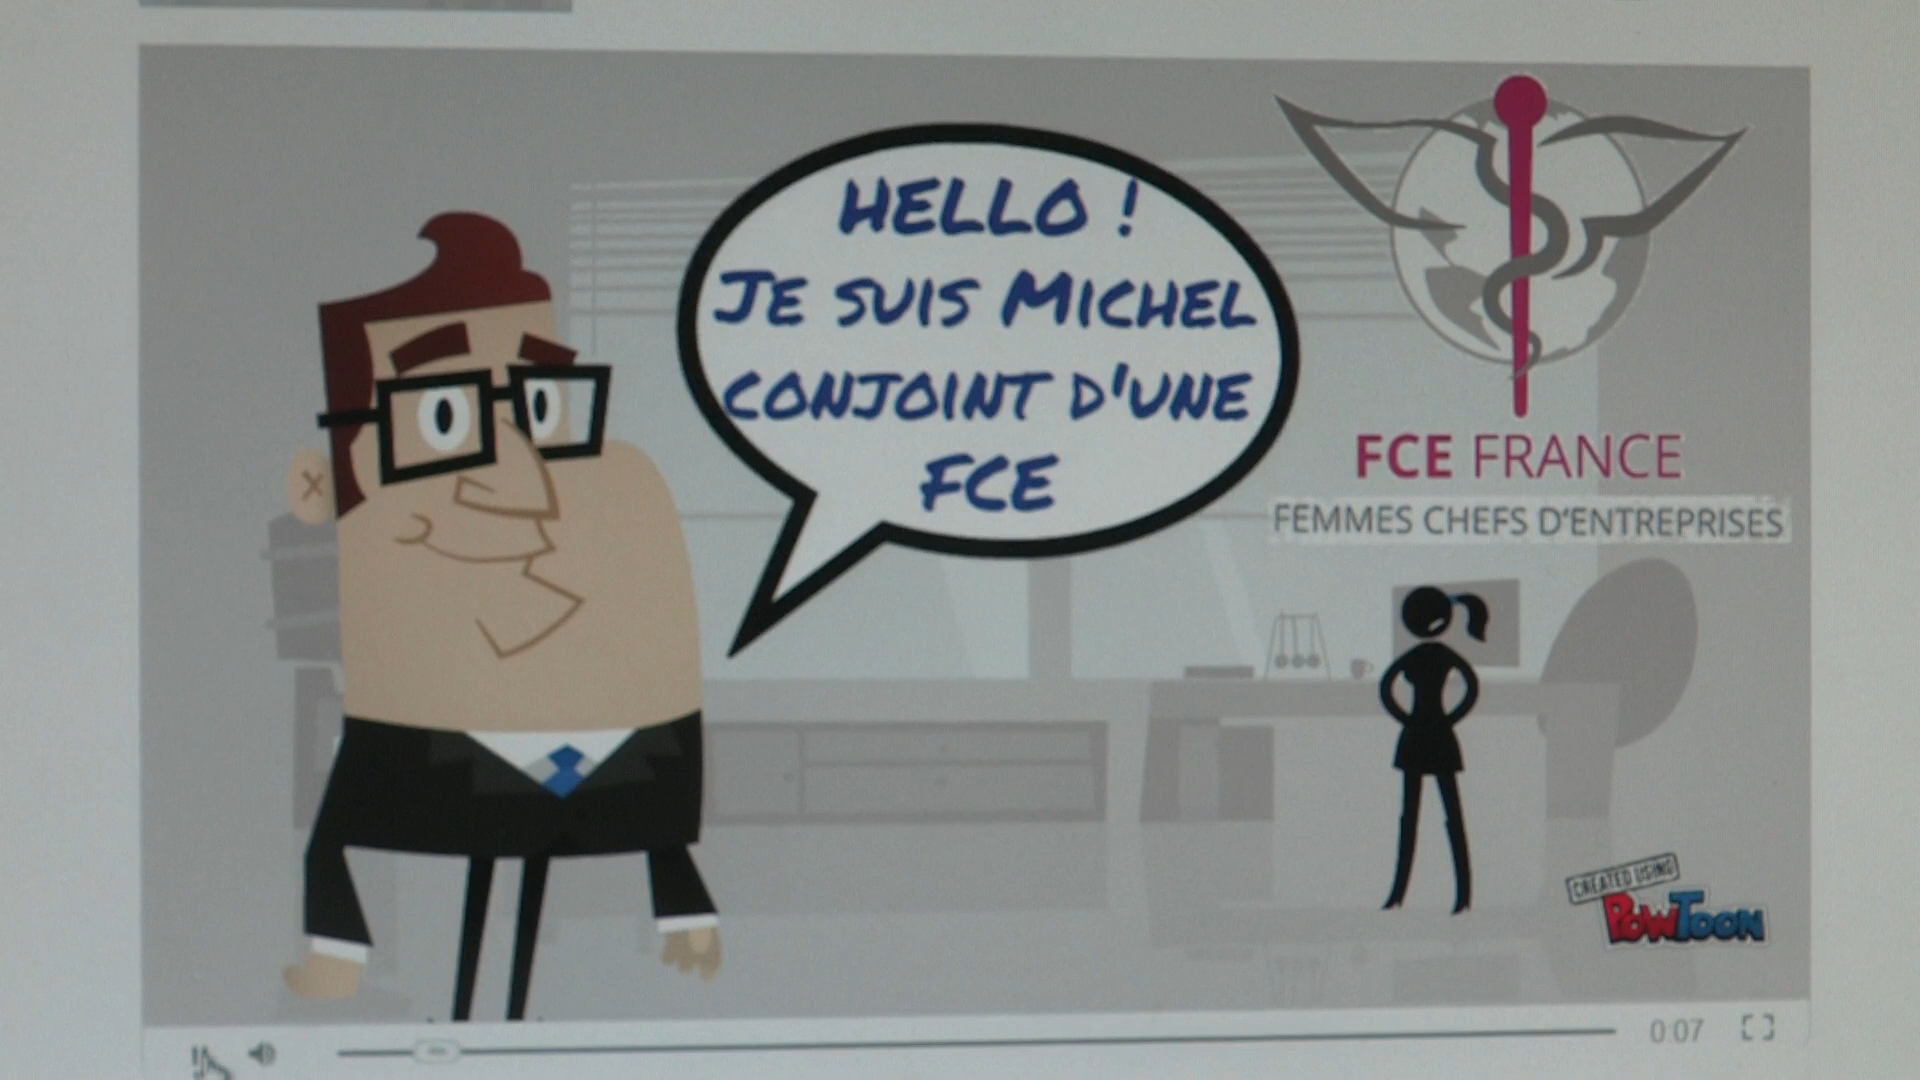 HELLO !
JE SUIS MICHEL
CONJOINT D'UNE
FCE
FCE FRANCE
FEMMES CHEFS D'ENTREPRISES
CREATED USING
POWTOON
0:07